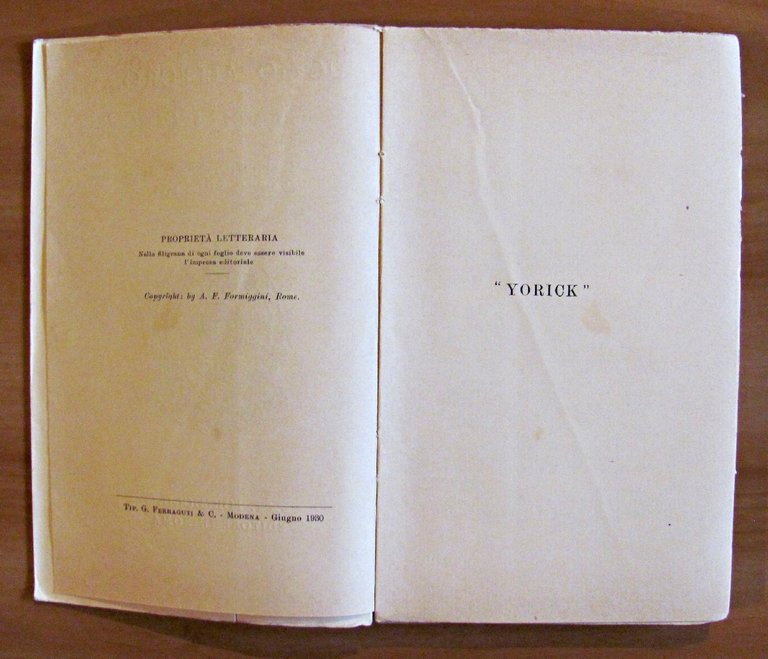 PROPRIETÀ LETTERARIA
Nella filigrana di ogni foglio deve essere visibile
l'impresa editoriale
Copyright: by A. F. Formiggini, Rome.
TIP. G. FERRAGUTI & C. - MODENA - Giugno 1930
"YORICK"